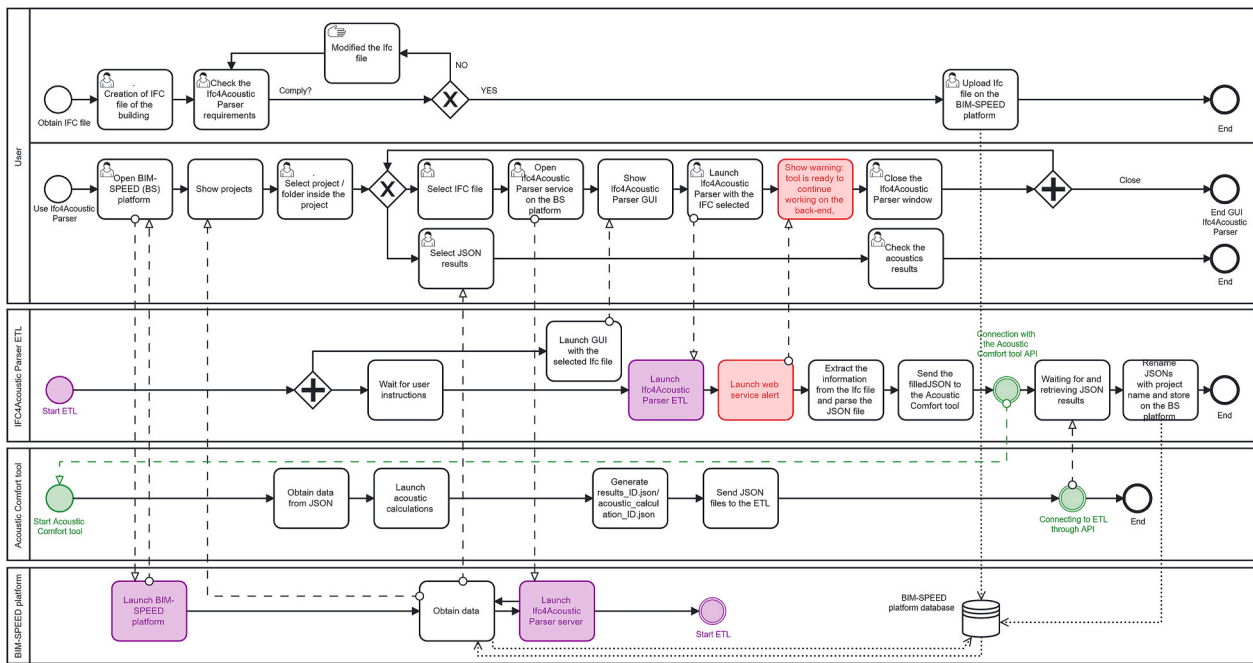 User
Modified the Ifc
file
NO
.
Creation of IFC
file of the
building
Check the
Ifc4Acoustic
Parser
requirements
Comply?
YES
Upload Ifc
file on the
BIM-SPEED
platform
Obtain IFC file
End
Open BIM-
SPEED (BS)
platform
Show projects
.
Select project /
folder inside the
project
Select IFC file
Open
Ifc4Acoustic
Parser service
on the BS
platform
Show
Ifc4Acoustic
Parser GUI
Launch
Ifc4Acoustic
Parser with the
IFC selected
Show warning:
tool is ready to
continue
working on the
back-end,
Close the
Ifc4Acoustic
Parser window
Close
Use Ifc4Acoustic
Parser
End GUI
Ifc4Acoustic
Parser
Select JSON
results
Check the
acoustics
results
End
IFC4Acoustic Parser ETL
Launch GUI
with the
selected Ifc file
Connection with
the Acoustic
Comfort tool API
Start ETL
Wait for user
instructions
Launch
Ifc4Acoustic
Parser ETL
Launch web
service alert
Extract the
information
from the Ifc file
and parse the
JSON file
Send the
filledJSON to
the Acoustic
Comfort tool
Waiting for and
retrieving JSON
results
Rename
JSONs
with project
name and store
on the BS
platform
End
Acoustic Comfort tool
Start Acoustic
Comfort tool
Obtain data
from JSON
Launch
acoustic
calculations
Generate
results_ID.json/
acoustic_calcul
ation_ID.json
Send JSON
files to the ETL
Connecting to ETL
through API
End
BIM-SPEED platform
Launch BIM-
SPEED
platform
Obtain data
Launch
Ifc4Acoustic
Parser server
Start ETL
BIM-SPEED
platform database